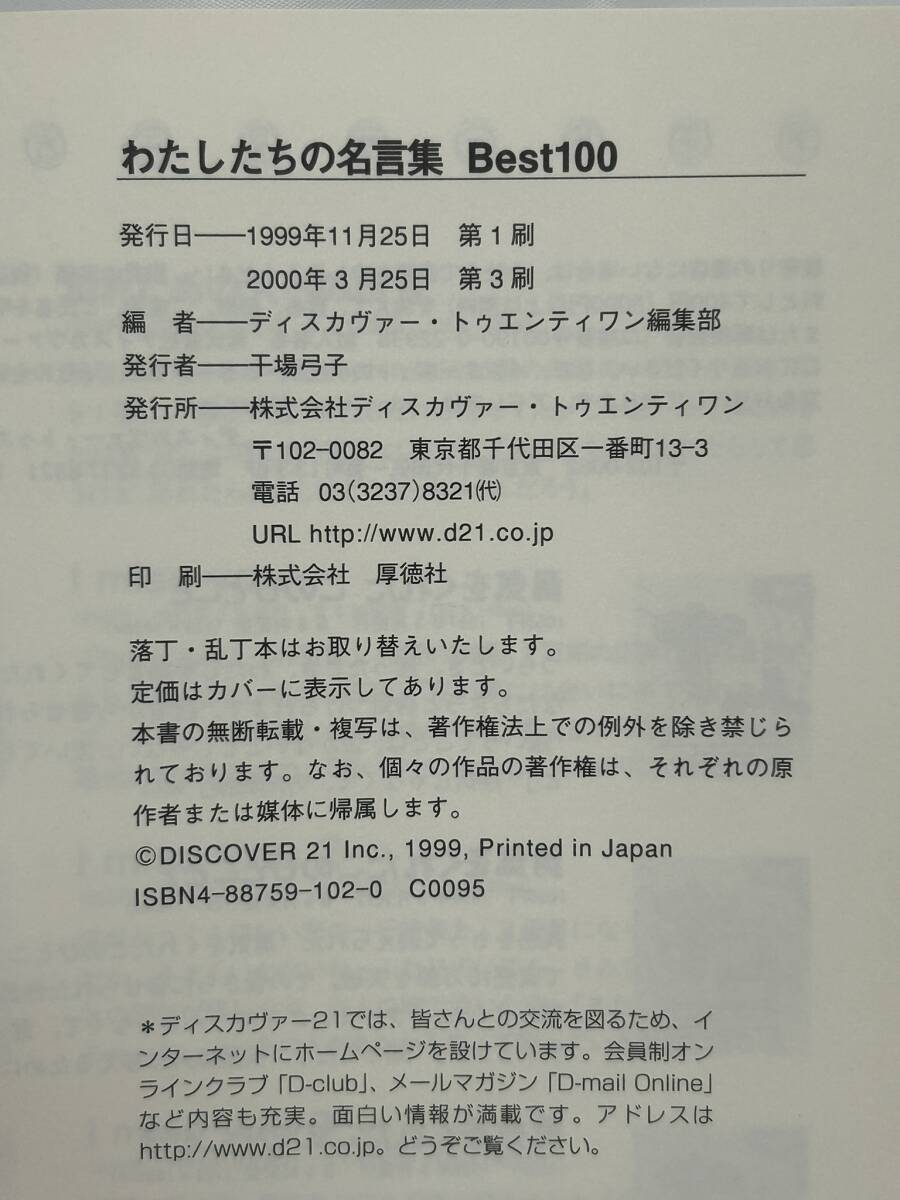 わたしたちの名言集 Best100
発行日――1999年11月25日　第1刷
2000年3月25日　第3刷
編　者――ディスカヴァー・トゥエンティワン編集部
発行者――干場弓子
発行所――株式会社ディスカヴァー・トゥエンティワン
〒102-0082　東京都千代田区一番町13-3
電話　03(3237)8321㈹
URL http://www.d21.co.jp
印　刷――株式会社　厚徳社
落丁・乱丁本はお取り替えいたします。
定価はカバーに表示してあります。
本書の無断転載・複写は、著作権法上での例外を除き禁じら
れております。なお、個々の作品の著作権は、それぞれの原
作者または媒体に帰属します。
©DISCOVER 21 Inc., 1999, Printed in Japan
ISBN4-88759-102-0　C0095
＊ディスカヴァー21では、皆さんとの交流を図るため、イ
ンターネットにホームページを設けています。会員制オン
ラインクラブ「D-club」、メールマガジン「D-mail Online」
など内容も充実。面白い情報が満載です。アドレスは
http://www.d21.co.jp。どうぞご覧ください。